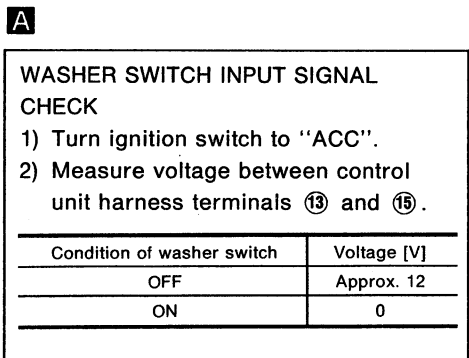 A
WASHER SWITCH INPUT SIGNAL
CHECK
1) Turn ignition switch to "ACC".
2) Measure voltage between control
unit harness terminals ⑬ and ⑮.
Condition of washer switch Voltage [V]
OFF Approx. 12
ON 0